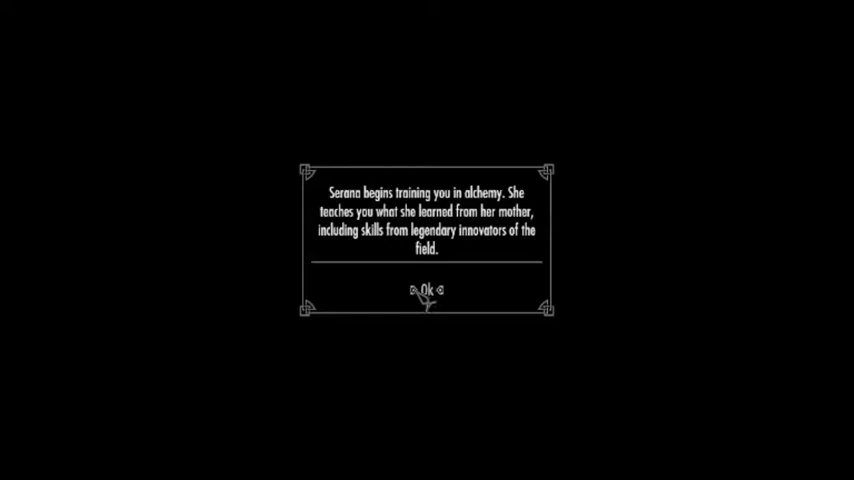 Serana begins training you in alchemy. She
teaches you what she learned from her mother,
including skills from legendary innovators of the
field.
Ok